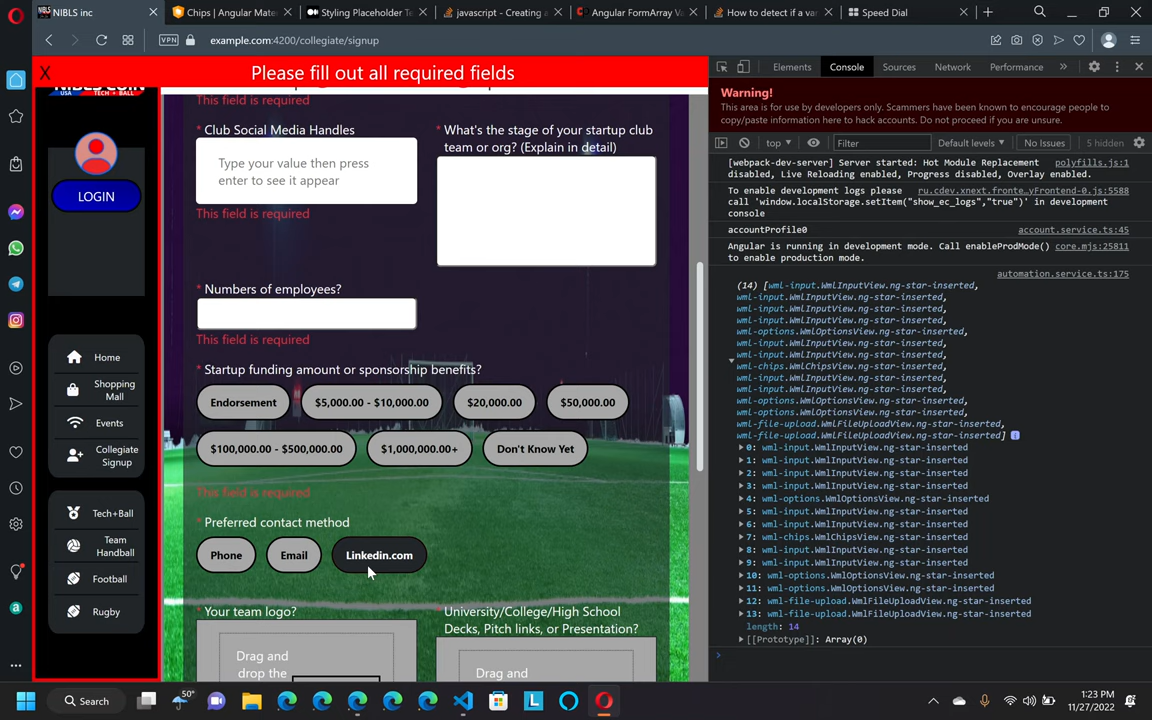 NIBLS inc
Chips | Angular Mate
Styling Placeholder Te
javascript - Creating a
Angular FormArray Va
How to detect if a var
Speed Dial
VPN
example.com:4200/collegiate/signup
X
Please fill out all required fields
NIBLS COIN
USA TECH + BALL
LOGIN
Home
Shopping Mall
Events
Collegiate Signup
Tech+Ball
Team Handball
Football
Rugby
This field is required
* Club Social Media Handles
Type your value then press
enter to see it appear
This field is required
* What's the stage of your startup club
team or org? (Explain in detail)
* Numbers of employees?
This field is required
* Startup funding amount or sponsorship benefits?
Endorsement
$5,000.00 - $10,000.00
$20,000.00
$50,000.00
$100,000.00 - $500,000.00
$1,000,000.00+
Don't Know Yet
This field is required
* Preferred contact method
Phone
Email
Linkedin.com
* Your team logo?
Drag and
drop the
* University/College/High School
Decks, Pitch links, or Presentation?
Drag and
Elements
Console
Sources
Network
Performance
Warning!
This area is for use by developers only. Scammers have been known to encourage people to
copy/paste information here to hack accounts. Do not proceed if you are unsure.
top
Filter
Default levels
No Issues
5 hidden
[webpack-dev-server] Server started: Hot Module Replacement polyfills.js:1
disabled, Live Reloading enabled, Progress disabled, Overlay enabled.
To enable development logs please ru.cdev.xnext.fronte…yFrontend-0.js:5588
call 'window.localStorage.setItem("show_ec_logs","true")' in development
console
accountProfile0 account.service.ts:45
Angular is running in development mode. Call enableProdMode() core.mjs:25811
to enable production mode.
automation.service.ts:175
(14) [wml-input.WmlInputView.ng-star-inserted,
wml-input.WmlInputView.ng-star-inserted,
wml-input.WmlInputView.ng-star-inserted,
wml-input.WmlInputView.ng-star-inserted,
wml-options.WmlOptionsView.ng-star-inserted,
wml-input.WmlInputView.ng-star-inserted,
wml-input.WmlInputView.ng-star-inserted,
wml-chips.WmlChipsView.ng-star-inserted,
wml-input.WmlInputView.ng-star-inserted,
wml-input.WmlInputView.ng-star-inserted,
wml-options.WmlOptionsView.ng-star-inserted,
wml-options.WmlOptionsView.ng-star-inserted,
wml-file-upload.WmlFileUploadView.ng-star-inserted,
wml-file-upload.WmlFileUploadView.ng-star-inserted]
0: wml-input.WmlInputView.ng-star-inserted
1: wml-input.WmlInputView.ng-star-inserted
2: wml-input.WmlInputView.ng-star-inserted
3: wml-input.WmlInputView.ng-star-inserted
4: wml-options.WmlOptionsView.ng-star-inserted
5: wml-input.WmlInputView.ng-star-inserted
6: wml-input.WmlInputView.ng-star-inserted
7: wml-chips.WmlChipsView.ng-star-inserted
8: wml-input.WmlInputView.ng-star-inserted
9: wml-input.WmlInputView.ng-star-inserted
10: wml-options.WmlOptionsView.ng-star-inserted
11: wml-options.WmlOptionsView.ng-star-inserted
12: wml-file-upload.WmlFileUploadView.ng-star-inserted
13: wml-file-upload.WmlFileUploadView.ng-star-inserted
length: 14
[[Prototype]]: Array(0)
Search
50°
1:23 PM
11/27/2022